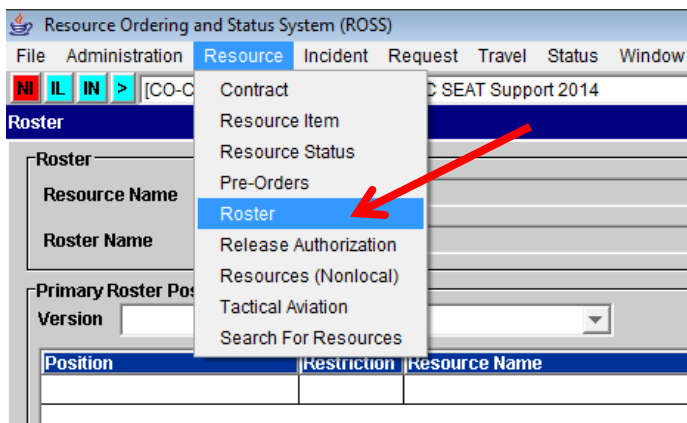 Resource Ordering and Status System (ROSS)
File Administration Resource Incident Request Travel Status Window
NI IL IN > [CO-C C SEAT Support 2014
Roster
Contract
Resource Item
Resource Status
Pre-Orders
Roster
Release Authorization
Resources (Nonlocal)
Tactical Aviation
Search For Resources
Roster
Resource Name
Roster Name
Primary Roster Pos
Version
Position Restriction Resource Name